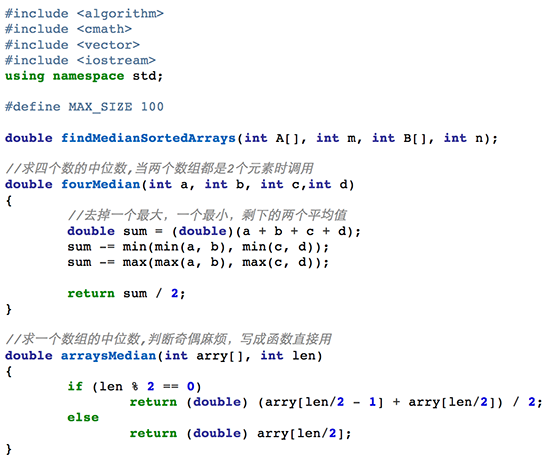 #include <algorithm>
#include <cmath>
#include <vector>
#include <iostream>
using namespace std;

#define MAX_SIZE 100

double findMedianSortedArrays(int A[], int m, int B[], int n);

//求四个数的中位数,当两个数组都是2个元素时调用
double fourMedian(int a, int b, int c,int d)
{
        //去掉一个最大，一个最小，剩下的两个平均值
        double sum = (double)(a + b + c + d);
        sum -= min(min(a, b), min(c, d));
        sum -= max(max(a, b), max(c, d));

        return sum / 2;
}

//求一个数组的中位数,判断奇偶麻烦，写成函数直接用
double arraysMedian(int arry[], int len)
{
        if (len % 2 == 0)
                return (double) (arry[len/2 - 1] + arry[len/2]) / 2;
        else
                return (double) arry[len/2];
}